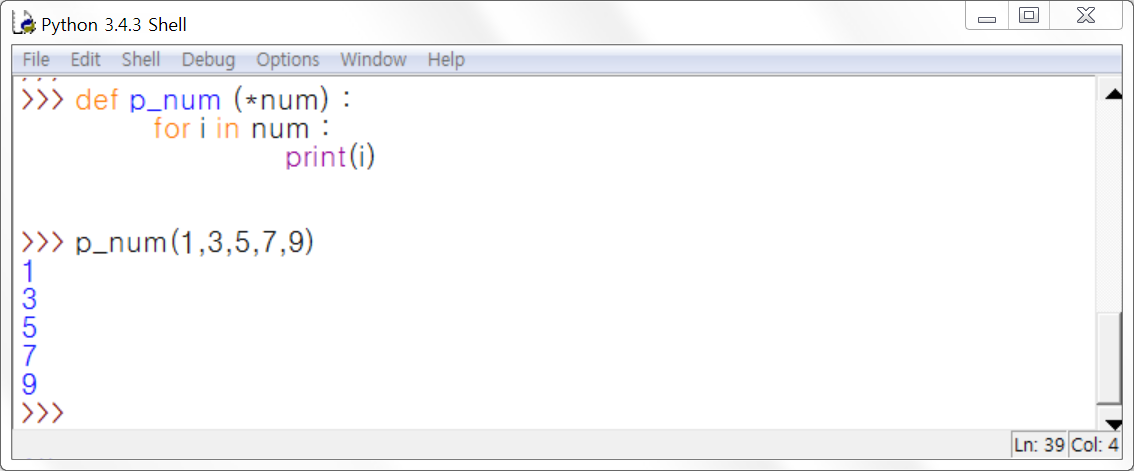 Python 3.4.3 Shell
File Edit Shell Debug Options Window Help
>>> def p_num (*num) :
for i in num :
print(i)
>>> p_num(1,3,5,7,9)
1
3
5
7
9
>>>
Ln: 39 Col: 4